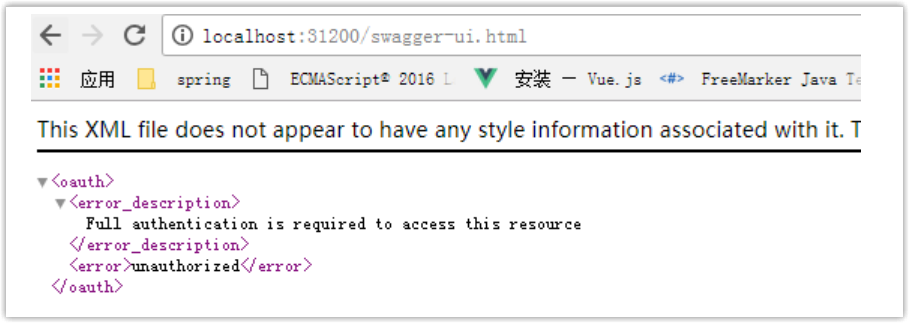 localhost:31200/swagger-ui.html
应用 spring ECMAScript® 2016 L 安装 — Vue.js <#> FreeMarker Java Te
This XML file does not appear to have any style information associated with it. T
▼<oauth>
▼<error_description>
Full authentication is required to access this resource
</error_description>
<error>unauthorized</error>
</oauth>